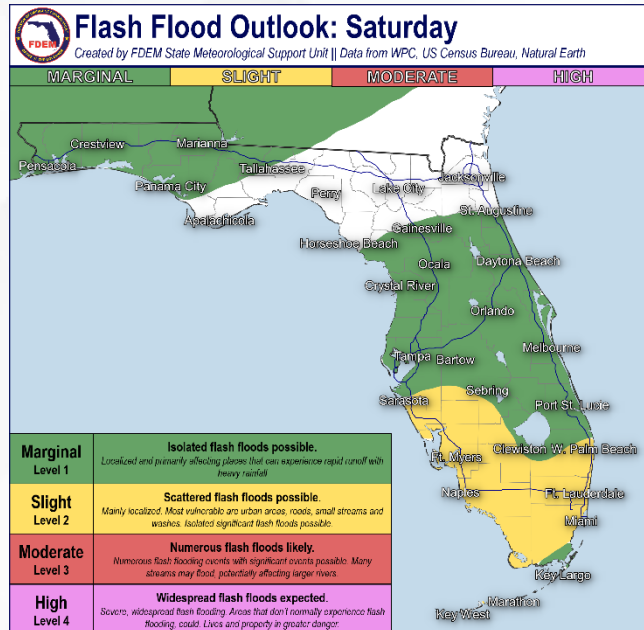 FDEM
Flash Flood Outlook: Saturday
Created by FDEM State Meteorological Support Unit || Data from WPC, US Census Bureau, Natural Earth
MARGINAL SLIGHT MODERATE HIGH
Crestview
Marianna
Pensacola
Tallahassee
Jacksonville
Panama City
Perry
Lake City
Apalachicola
St. Augustine
Gainesville
Horseshoe Beach
Ocala
Daytona Beach
Crystal River
Orlando
Tampa
Bartow
Melbourne
Sebring
Sarasota
Port St. Lucie
Clewiston
W. Palm Beach
Ft. Myers
Naples
Ft. Lauderdale
Miami
Key Largo
Marathon
Key West
Marginal
Level 1
Isolated flash floods possible.
Localized and primarily affecting places that can experience rapid runoff with
heavy rainfall
Slight
Level 2
Scattered flash floods possible.
Mainly localized. Most vulnerable are urban areas, roads, small streams and
washes. Isolated significant flash floods possible.
Moderate
Level 3
Numerous flash floods likely.
Numerous flash flooding events with significant events possible. Many
streams may flood, potentially affecting larger rivers.
High
Level 4
Widespread flash floods expected.
Severe, widespread flash flooding. Areas that don't normally experience flash
flooding, could. Lives and property in greater danger.